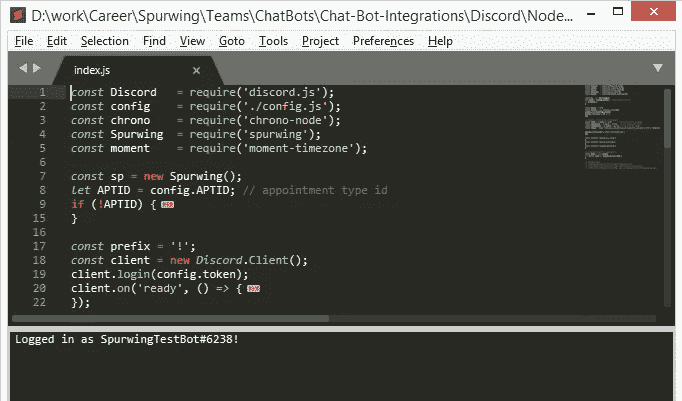 D:\work\Career\Spurwing\Teams\ChatBots\Chat-Bot-Integrations\Discord\Node...
File Edit Selection Find View Goto Tools Project Preferences Help
index.js
1 const Discord = require('discord.js');
2 const config = require('./config.js');
3 const chrono = require('chrono-node');
4 const Spurwing = require('spurwing');
5 const moment = require('moment-timezone');
6
7 const sp = new Spurwing();
8 let APTID = config.APTID; // appointment type id
9 if (!APTID) {
15 }
16
17 const prefix = '!';
18 const client = new Discord.Client();
19 client.login(config.token);
20 client.on('ready', () => {
22 });
Logged in as SpurwingTestBot#6238!